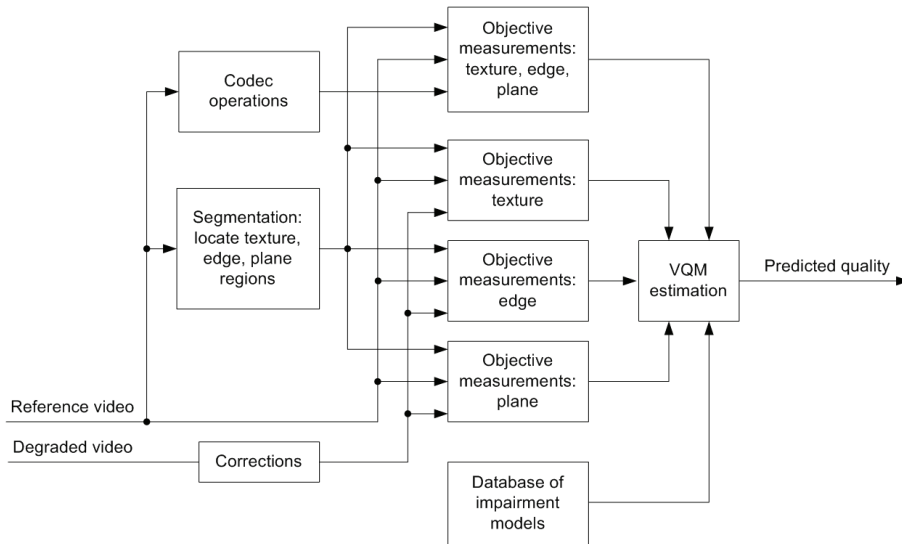 Objective
measurements:
texture, edge,
plane
Codec
operations
Objective
measurements:
texture
Segmentation:
locate texture,
edge, plane
regions
Objective
measurements:
edge
VQM
estimation
Predicted quality
Objective
measurements:
plane
Reference video
Degraded video
Corrections
Database of
impairment
models